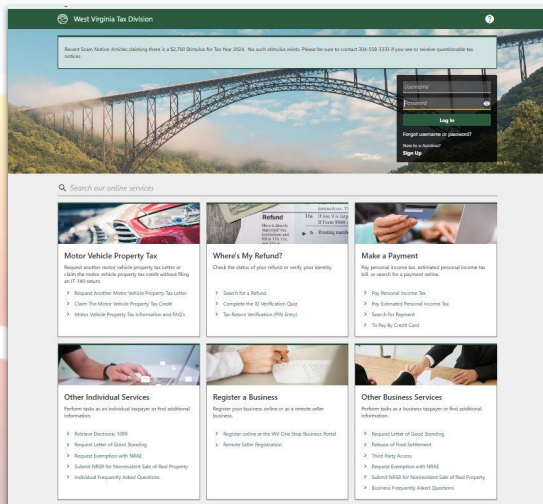 West Virginia Tax Division
Recent Scam Notice: Articles claiming there is a $2,700 Stimulus for Tax Year 2024. No such stimulus exists. Please be sure to contact 304-558-3333 if you see or receive questionable tax
notices.
Username
Password
Log in
Forgot username or password?
New to e-Services?
Sign Up
Search our online services
Refund
Motor Vehicle Property Tax
Request another motor vehicle property tax Letter or
claim the motor vehicle property tax credit without filing
an IT-140 return.
Request Another Motor Vehicle Property Tax Letter
Claim The Motor Vehicle Property Tax Credit
Motor Vehicle Property Tax Information and FAQ's
Where's My Refund?
Check the status of your refund or verify your identity.
Search for a Refund
Complete the ID Verification Quiz
Tax Return Verification (PIN Entry)
Make a Payment
Pay personal income tax, estimated personal income tax
bill, or search for a payment online.
Pay Personal Income Tax
Pay Estimated Personal Income Tax
Search for Payment
To Pay By Credit Card
Other Individual Services
Perform tasks as an individual taxpayer or find additional
information.
Retrieve Electronic 1099
Request Letter of Good Standing
Request Exemption with NRAE
Submit NRSR for Nonresident Sale of Real Property
Individual Frequently Asked Questions
Register a Business
Register your business online or as a remote seller
business.
Register online at the WV One Stop Business Portal
Remote Seller Registration
Other Business Services
Perform tasks as a business taxpayer or find additional
information.
Request Letter of Good Standing
Release of Final Settlement
Third Party Access
Request Exemption with NRAE
Submit NRSR for Nonresident Sale of Real Property
Business Frequently Asked Questions